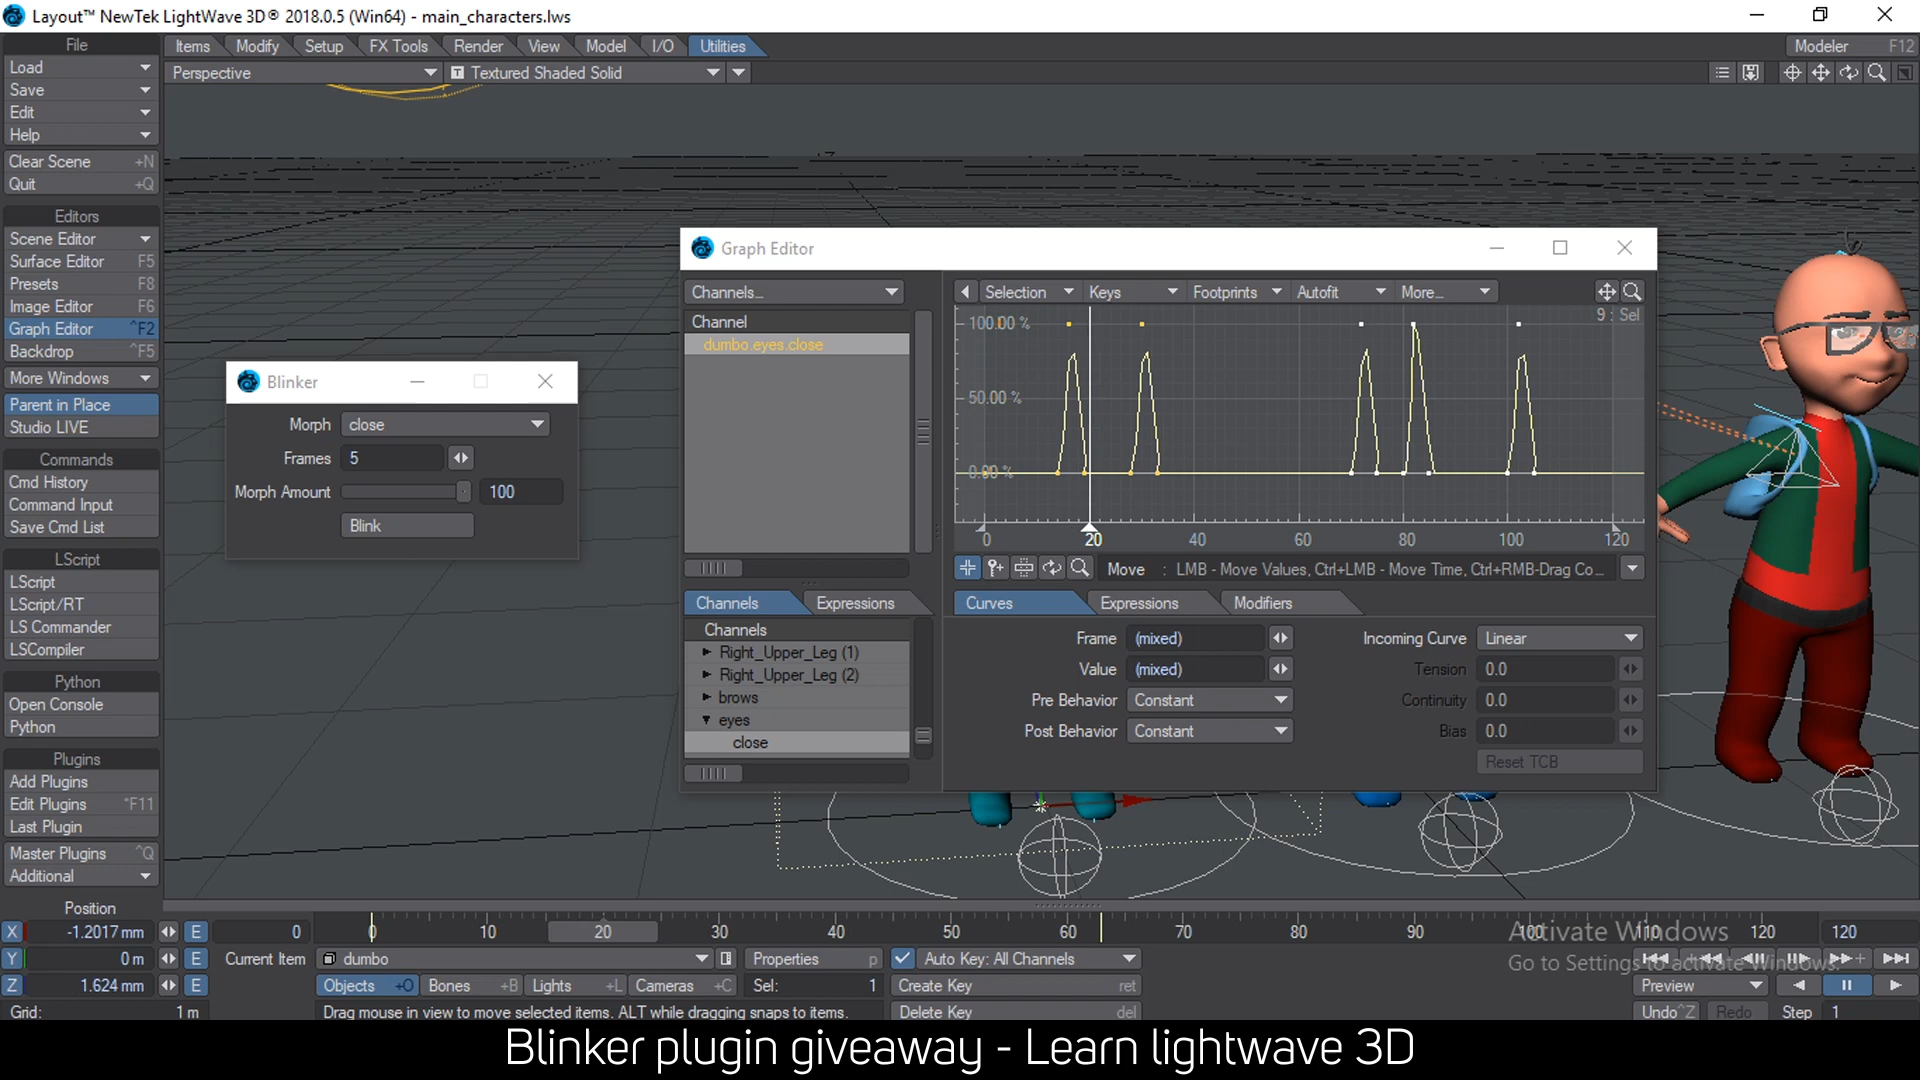 Layout™ NewTek LightWave 3D® 2018.0.5 (Win64) - main_characters.lws
File
Items Modify Setup FX Tools Render View Model I/O Utilities
Modeler F12
Load
Save
Edit
Help
Clear Scene +N
Quit +Q
Perspective
T Textured Shaded Solid
Editors
Scene Editor
Surface Editor F5
Presets F8
Image Editor F6
Graph Editor ^F2
Backdrop ^F5
More Windows
Parent in Place
Studio LIVE
Commands
Cmd History
Command Input
Save Cmd List
LScript
LScript
LScript/RT
LS Commander
LSCompiler
Python
Open Console
Python
Plugins
Add Plugins
Edit Plugins ^F11
Last Plugin
Master Plugins ^Q
Additional
Blinker
Morph close
Frames 5
Morph Amount 100
Blink
Graph Editor
Channels...
Channel
dumbo.eyes.close
Selection Keys Footprints Autofit More...
9 : Sel
100.00 %
50.00 %
0.00 %
0 20 40 60 80 100 120
Move : LMB - Move Values, Ctrl+LMB - Move Time, Ctrl+RMB-Drag Co...
Channels Expressions
Channels
Right_Upper_Leg (1)
Right_Upper_Leg (2)
brows
eyes
close
Curves Expressions Modifiers
Frame (mixed)
Value (mixed)
Pre Behavior Constant
Post Behavior Constant
Incoming Curve Linear
Tension 0.0
Continuity 0.0
Bias 0.0
Reset TCB
Position
X -1.2017 mm E
Y 0 m E
Z 1.624 mm E
Grid: 1 m
0 0 10 20 30 40 50 60 70 80 90 100 110 120 120
Current Item dumbo
Properties p
Auto Key: All Channels
Objects +O Bones +B Lights +L Cameras +C
Sel: 1
Create Key ret
Drag mouse in view to move selected items. ALT while dragging snaps to items.
Delete Key del
Activate Windows
Go to Settings to activate Windows.
Preview
Undo ^Z Redo Step 1
Blinker plugin giveaway - Learn lightwave 3D